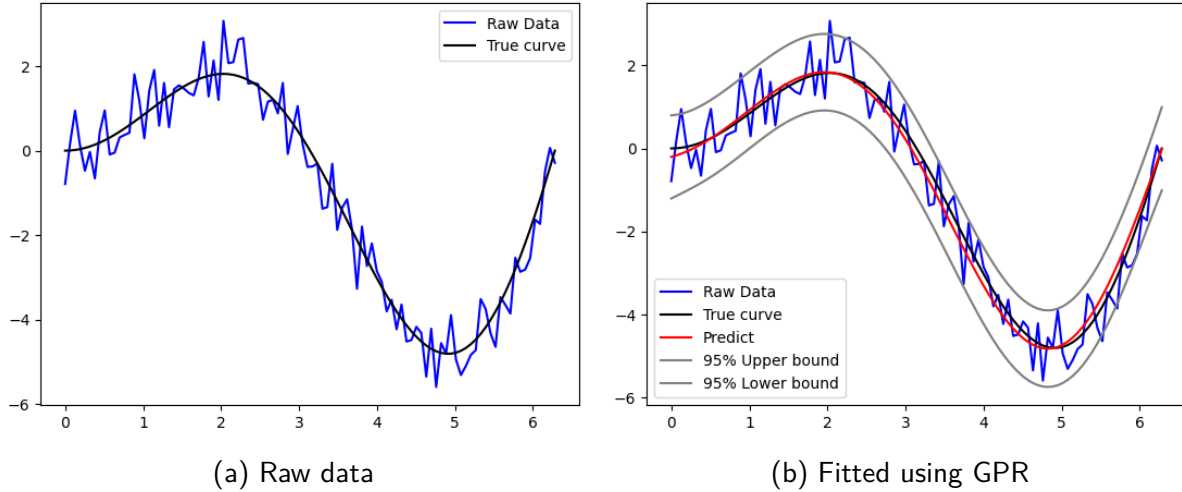 Raw Data
True curve
2
0
−2
−4
−6
0 1 2 3 4 5 6
(a) Raw data
2
0
−2
−4
−6
Raw Data
True curve
Predict
95% Upper bound
95% Lower bound
0 1 2 3 4 5 6
(b) Fitted using GPR